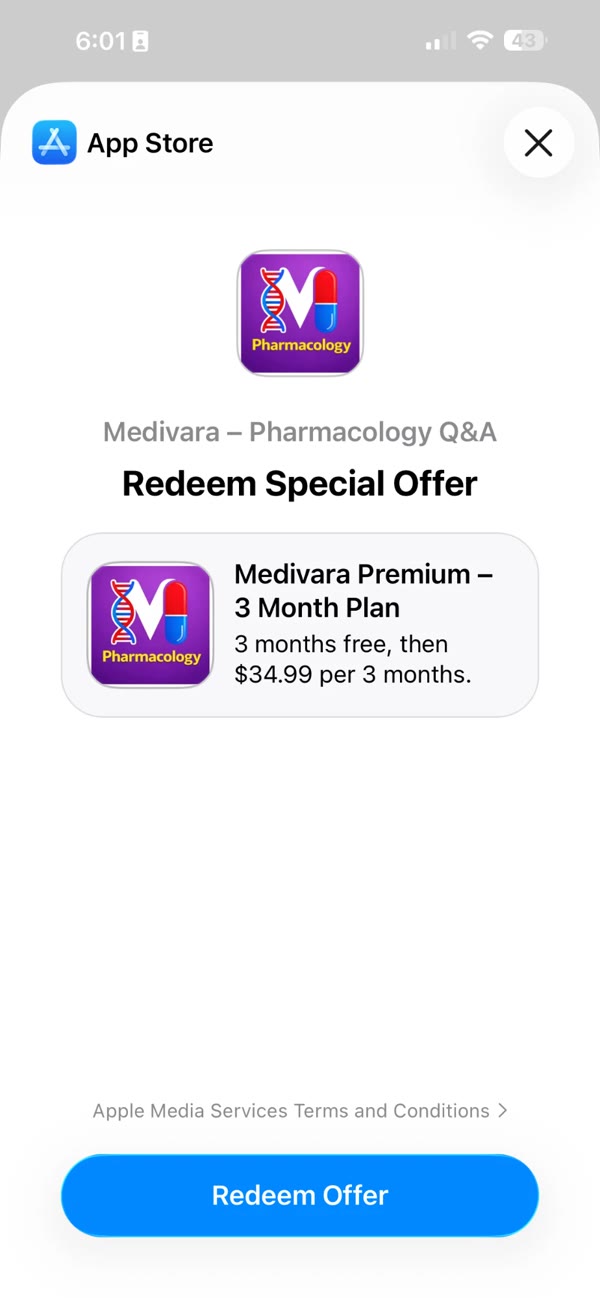 6:01
43
App Store
Pharmacology
Medivara – Pharmacology Q&A
Redeem Special Offer
Pharmacology
Medivara Premium –
3 Month Plan
3 months free, then
$34.99 per 3 months.
Apple Media Services Terms and Conditions >
Redeem Offer